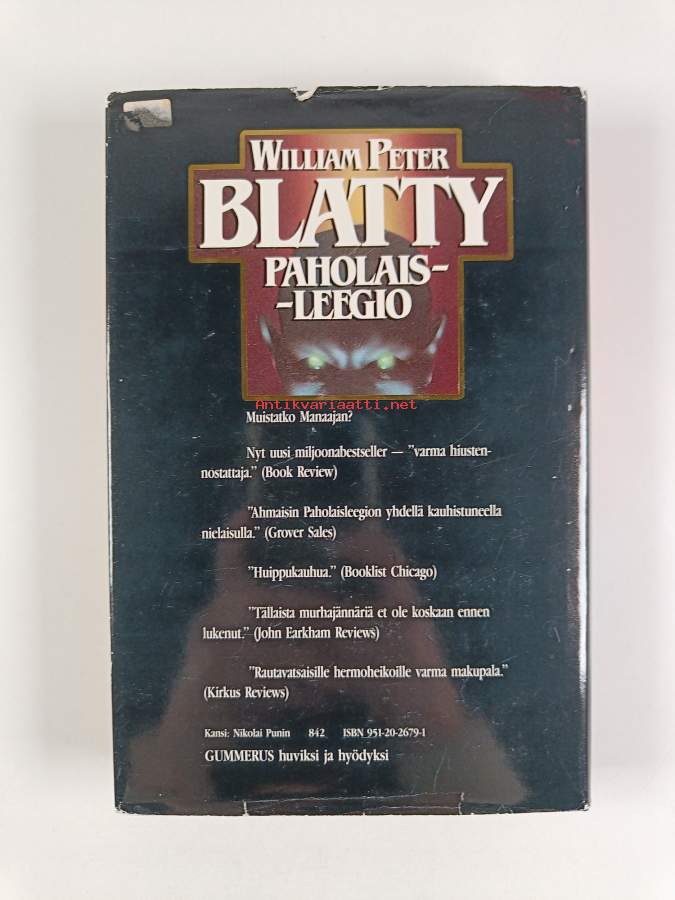 WILLIAM PETER
BLATTY
PAHOLAIS-
-LEEGIO
Antikvariaatti.net
Muistatko Manaajan?
Nyt uusi miljoonabestseller — "varma hiusten-
nostattaja." (Book Review)
"Ahmaisin Paholaisleegion yhdellä kauhistuneella
nielaisulla." (Grover Sales)
"Huippukauhua." (Booklist Chicago)
"Tällaista murhajännäriä et ole koskaan ennen
lukenut." (John Earkham Reviews)
"Rautavatsaisille hermoheikoille varma makupala."
(Kirkus Reviews)
Kansi: Nikolai Punin 842 ISBN 951-20-2679-1
GUMMERUS huviksi ja hyödyksi